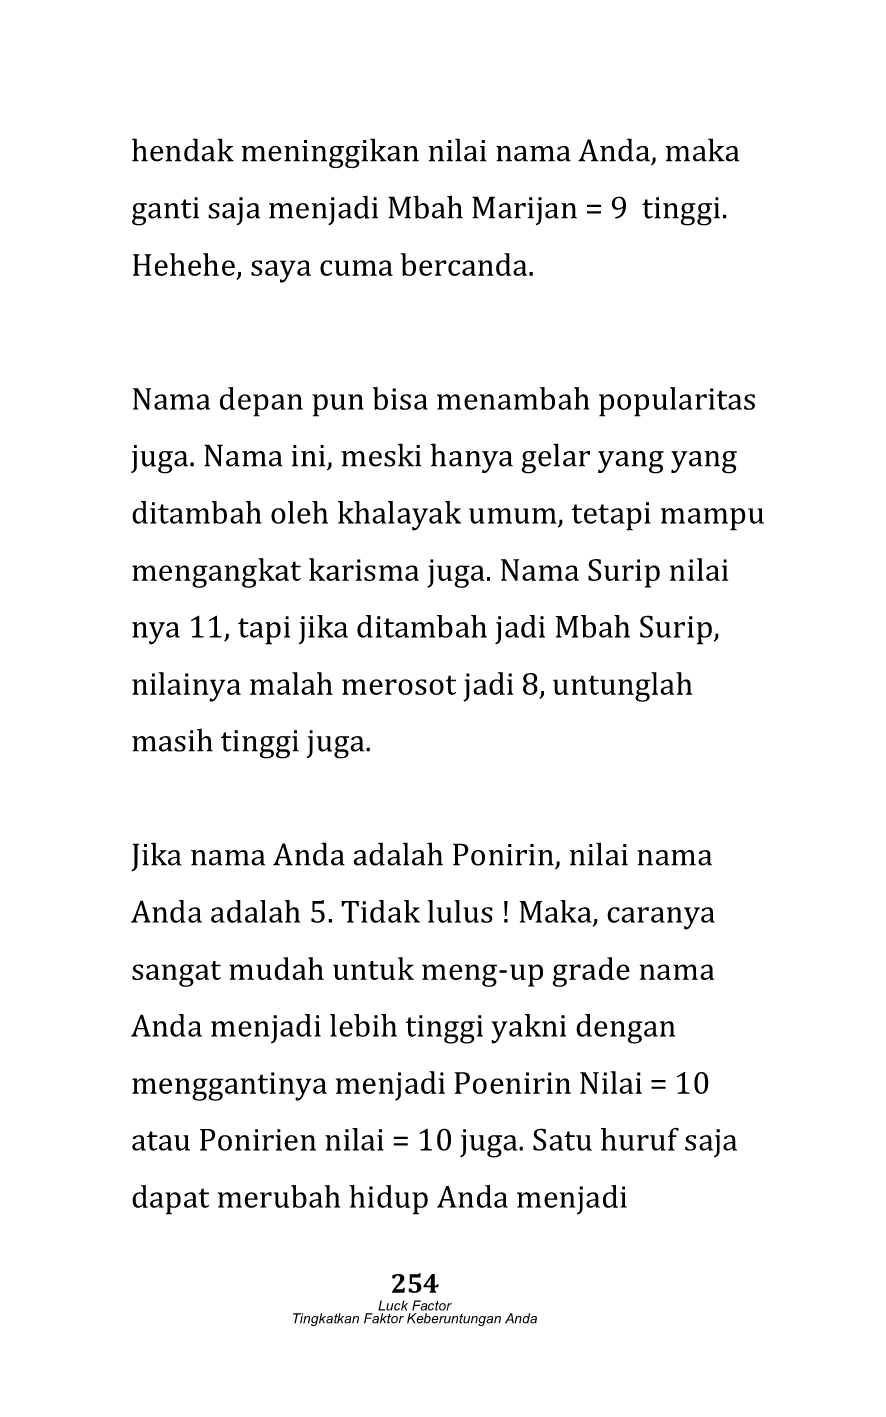 hendak meninggikan nilai nama Anda, maka
ganti saja menjadi Mbah Marijan = 9  tinggi.
Hehehe, saya cuma bercanda.
Nama depan pun bisa menambah popularitas
juga. Nama ini, meski hanya gelar yang yang
ditambah oleh khalayak umum, tetapi mampu
mengangkat karisma juga. Nama Surip nilai
nya 11, tapi jika ditambah jadi Mbah Surip,
nilainya malah merosot jadi 8, untunglah
masih tinggi juga.
Jika nama Anda adalah Ponirin, nilai nama
Anda adalah 5. Tidak lulus ! Maka, caranya
sangat mudah untuk meng-up grade nama
Anda menjadi lebih tinggi yakni dengan
menggantinya menjadi Poenirin Nilai = 10
atau Ponirien nilai = 10 juga. Satu huruf saja
dapat merubah hidup Anda menjadi
254
Luck Factor
Tingkatkan Faktor Keberuntungan Anda